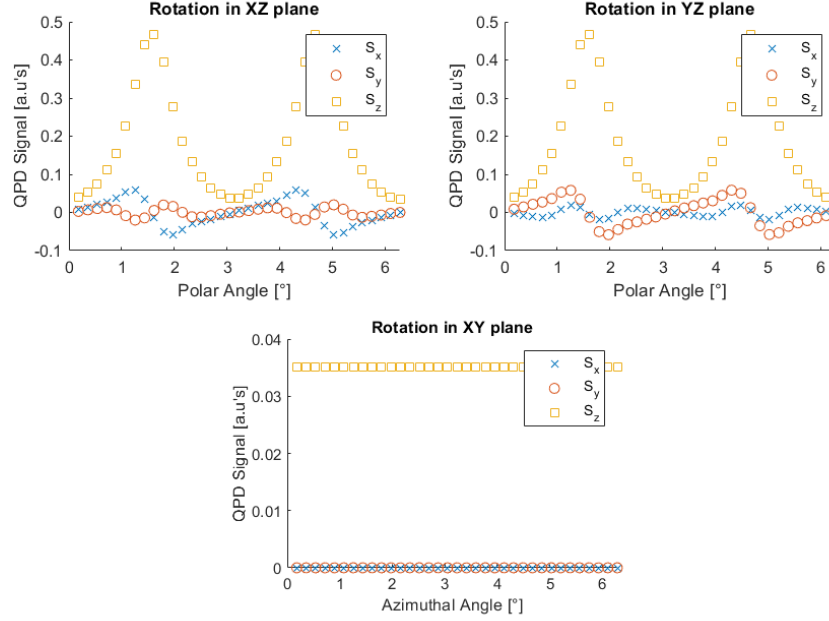 Rotation in XZ plane
QPD Signal [a.u's]
0.5
0.4
0.3
0.2
0.1
0
-0.1
S_x
S_y
S_z
0 1 2 3 4 5 6
Polar Angle [°]
Rotation in YZ plane
QPD Signal [a.u's]
0.5
0.4
0.3
0.2
0.1
0
-0.1
S_x
S_y
S_z
0 1 2 3 4 5 6
Polar Angle [°]
Rotation in XY plane
QPD Signal [a.u's]
0.04
0.03
0.02
0.01
0
S_x
S_y
S_z
0 1 2 3 4 5 6
Azimuthal Angle [°]